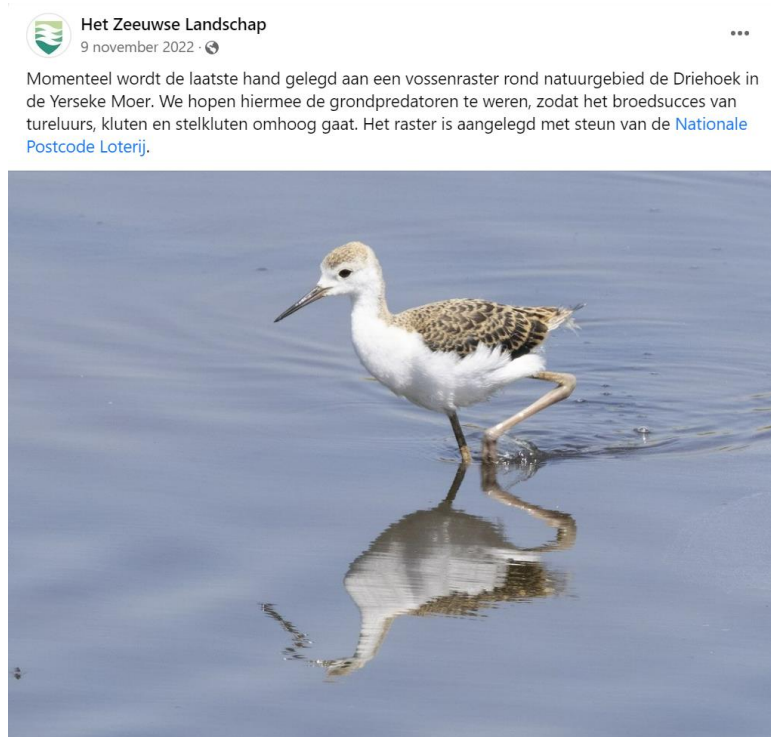 Het Zeeuwse Landschap
9 november 2022 ·
Momenteel wordt de laatste hand gelegd aan een vossenraster rond natuurgebied de Driehoek in
de Yerseke Moer. We hopen hiermee de grondpredatoren te weren, zodat het broedsucces van
tureluurs, kluten en stelkluten omhoog gaat. Het raster is aangelegd met steun van de Nationale
Postcode Loterij.